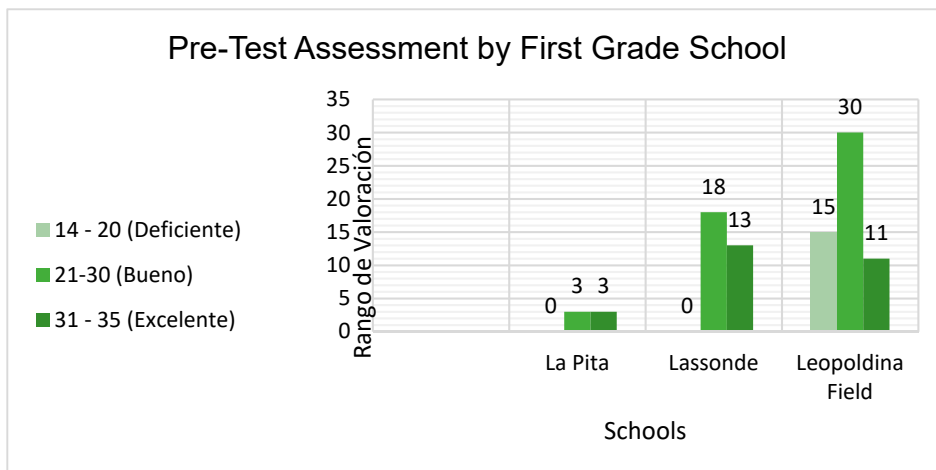 Pre-Test Assessment by First Grade School
14 - 20 (Deficiente)
21-30 (Bueno)
31 - 35 (Excelente)
Rango de Valoración
35
30
25
20
15
10
5
0
0
3
3
0
18
13
15
30
11
La Pita
Lassonde
Leopoldina
Field
Schools